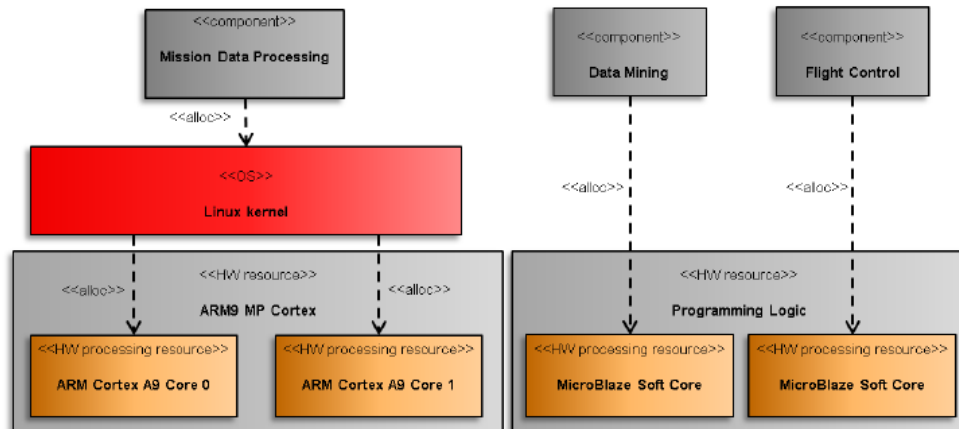 <<component>>
Mission Data Processing
<<component>>
Data Mining
<<component>>
Flight Control
<<alloc>>
<<OS>>
Linux kernel
<<alloc>>
<<alloc>>
<<HW resource>>
ARM9 MP Cortex
<<alloc>>
<<alloc>>
<<HW processing resource>>
ARM Cortex A9 Core 0
<<HW processing resource>>
ARM Cortex A9 Core 1
<<HW resource>>
Programming Logic
<<HW processing resource>>
MicroBlaze Soft Core
<<HW processing resource>>
MicroBlaze Soft Core